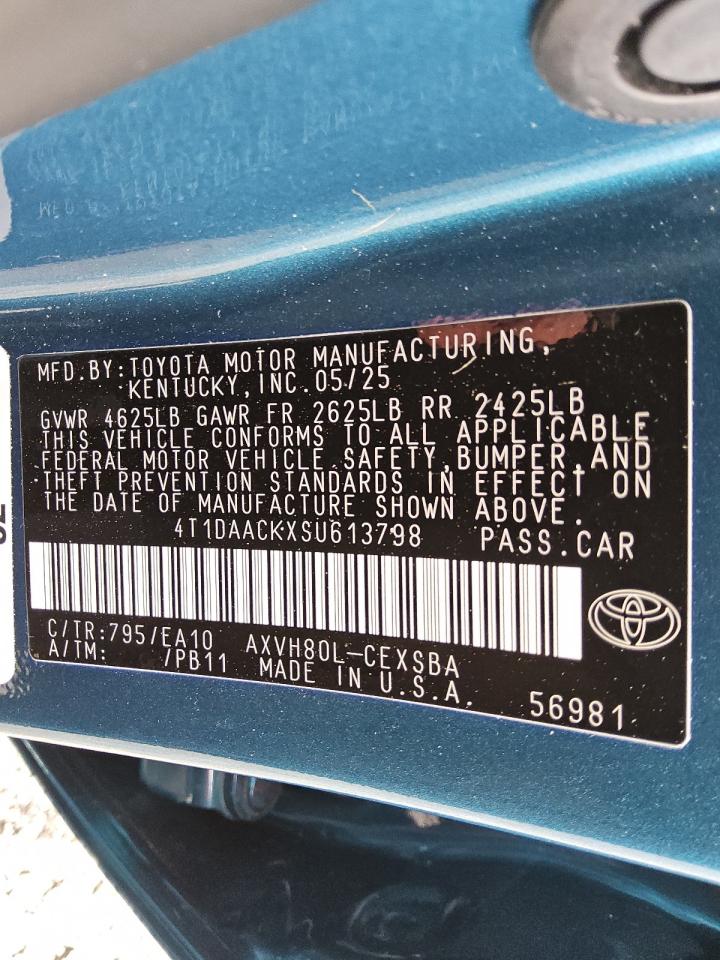 MFD.BY:TOYOTA MOTOR MANUFACTURING,
KENTUCKY,INC.05/25
GVWR 4625LB GAWR FR 2625LB RR 2425LB
THIS VEHICLE CONFORMS TO ALL APPLICABLE
FEDERAL MOTOR VEHICLE SAFETY,BUMPER,AND
THEFT PREVENTION STANDARDS IN EFFECT ON
THE DATE OF MANUFACTURE SHOWN ABOVE.
4T1DAACKXSU613798 PASS.CAR
C/TR:795/EA10 AXVH80L-CEXSBA
A/TM: /PB11 MADE IN U.S.A. 56981